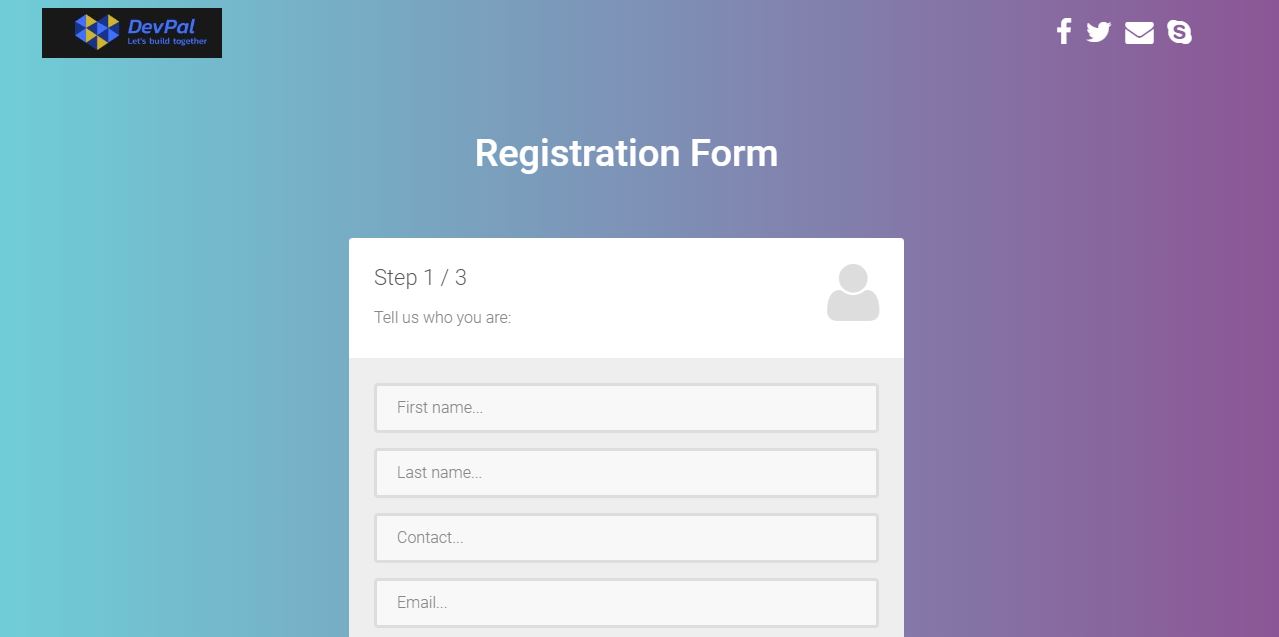 DevPal
Let's build together
Registration Form
Step 1 / 3
Tell us who you are:
First name...
Last name...
Contact...
Email...